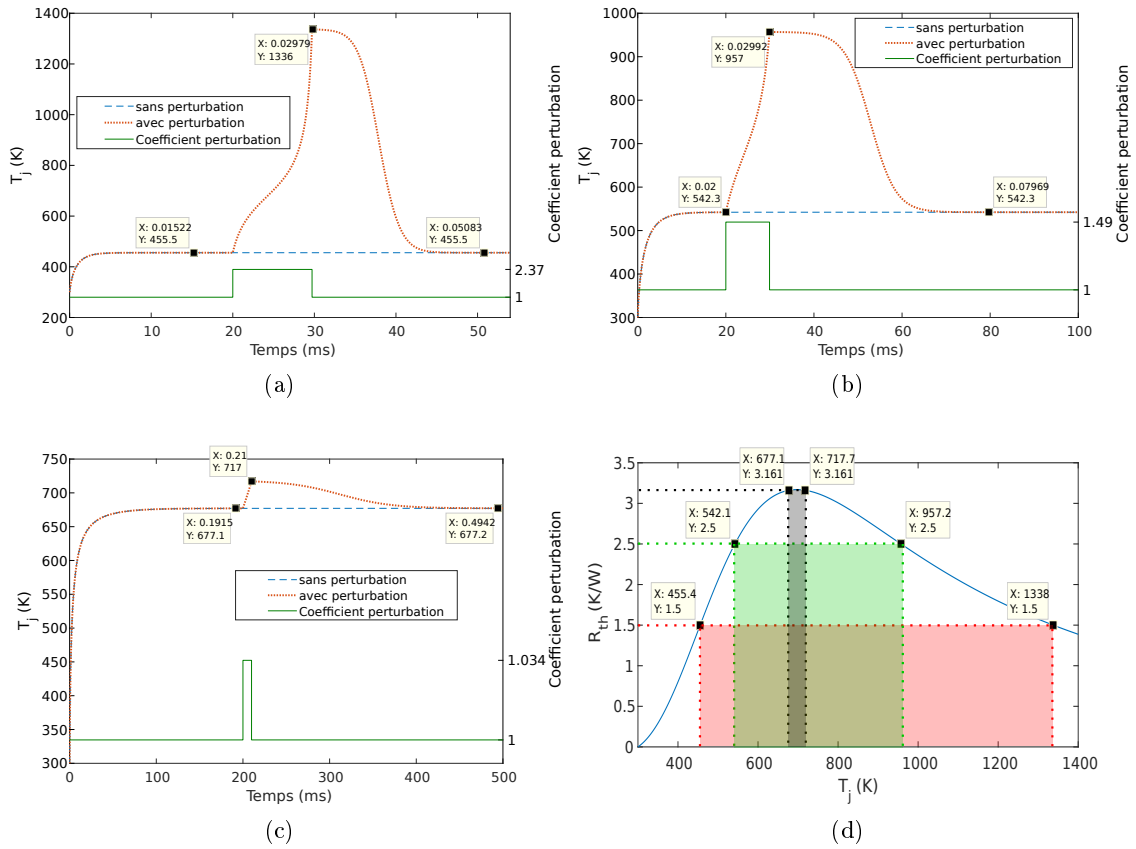 1400
1200
1000
800
600
400
200
T_j (K)
X: 0.02979
Y: 1336
sans perturbation
avec perturbation
Coefficient perturbation
X: 0.01522
Y: 455.5
X: 0.05083
Y: 455.5
2.37
1
Coefficient perturbation
0 10 20 30 40 50
Temps (ms)
(a)
1000
900
800
700
600
500
400
300
T_j (K)
sans perturbation
avec perturbation
Coefficient perturbation
X: 0.02992
Y: 957
X: 0.02
Y: 542.3
X: 0.07969
Y: 542.3
1.49
1
Coefficient perturbation
0 20 40 60 80 100
Temps (ms)
(b)
750
700
650
600
550
500
450
400
350
300
T_j (K)
X: 0.21
Y: 717
X: 0.1915
Y: 677.1
X: 0.4942
Y: 677.2
sans perturbation
avec perturbation
Coefficient perturbation
1.034
1
Coefficient perturbation
0 100 200 300 400 500
Temps (ms)
(c)
3.5
3
2.5
2
1.5
1
0.5
0
R_th (K/W)
X: 677.1
Y: 3.161
X: 717.7
Y: 3.161
X: 542.1
Y: 2.5
X: 957.2
Y: 2.5
X: 455.4
Y: 1.5
X: 1338
Y: 1.5
400 600 800 1000 1200 1400
T_j (K)
(d)